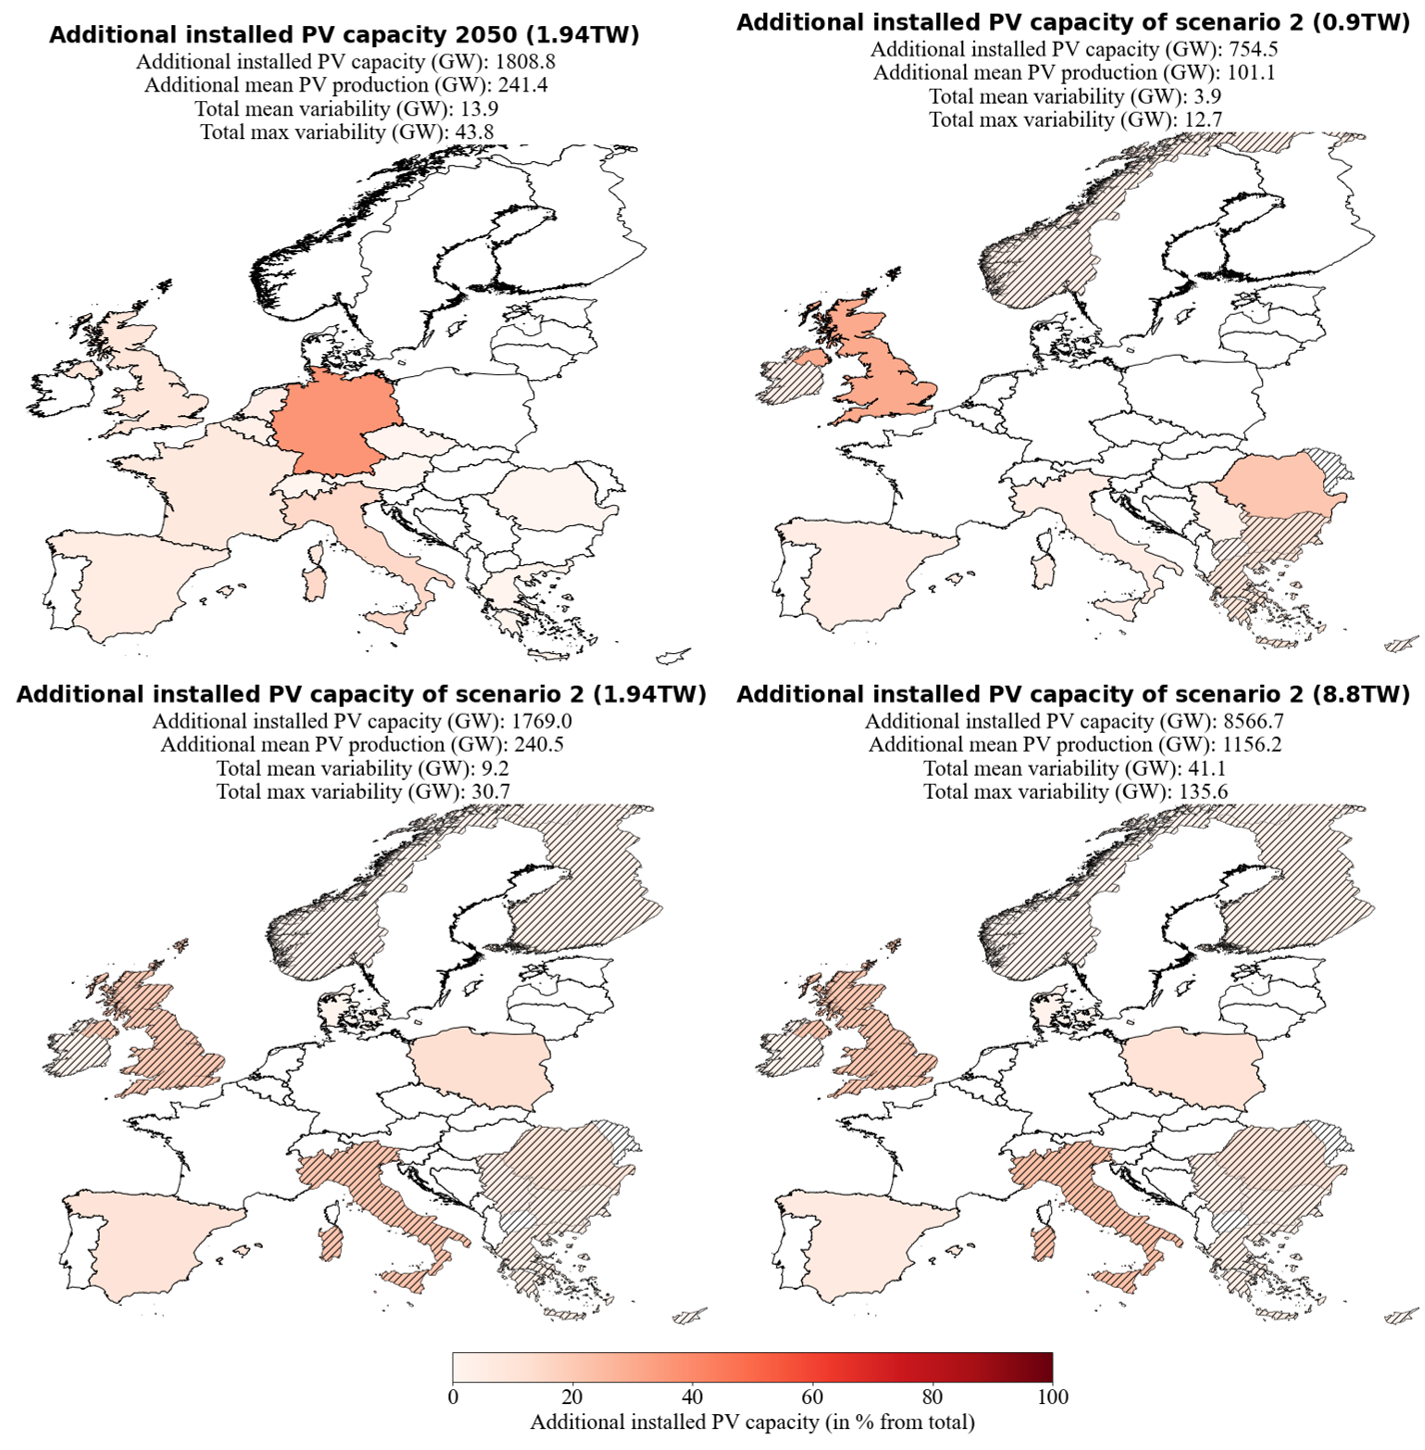 Additional installed PV capacity 2050 (1.94TW)
Additional installed PV capacity (GW): 1808.8
Additional mean PV production (GW): 241.4
Total mean variability (GW): 13.9
Total max variability (GW): 43.8
Additional installed PV capacity of scenario 2 (0.9TW)
Additional installed PV capacity (GW): 754.5
Additional mean PV production (GW): 101.1
Total mean variability (GW): 3.9
Total max variability (GW): 12.7
Additional installed PV capacity of scenario 2 (1.94TW)
Additional installed PV capacity (GW): 1769.0
Additional mean PV production (GW): 240.5
Total mean variability (GW): 9.2
Total max variability (GW): 30.7
Additional installed PV capacity of scenario 2 (8.8TW)
Additional installed PV capacity (GW): 8566.7
Additional mean PV production (GW): 1156.2
Total mean variability (GW): 41.1
Total max variability (GW): 135.6
0 20 40 60 80 100
Additional installed PV capacity (in % from total)